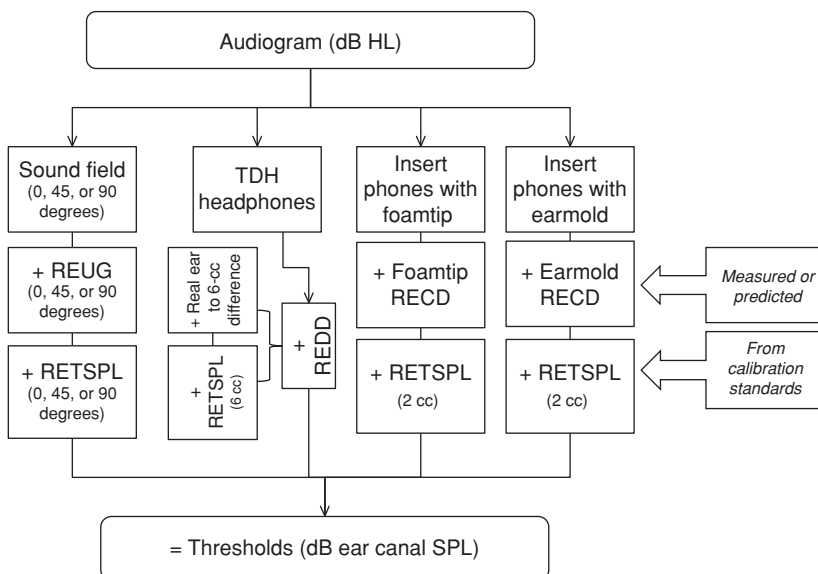 Audiogram (dB HL)
Sound field
(0, 45, or 90
degrees)
TDH
headphones
Insert
phones with
foamtip
Insert
phones with
earmold
+ REUG
(0, 45, or 90
degrees)
+ Real ear
to 6-cc
difference
+
REDD
+ Foamtip
RECD
+ Earmold
RECD
Measured or
predicted
+ RETSPL
(0, 45, or 90
degrees)
+
RETSPL
(6 cc)
+ RETSPL
(2 cc)
+ RETSPL
(2 cc)
From
calibration
standards
= Thresholds (dB ear canal SPL)